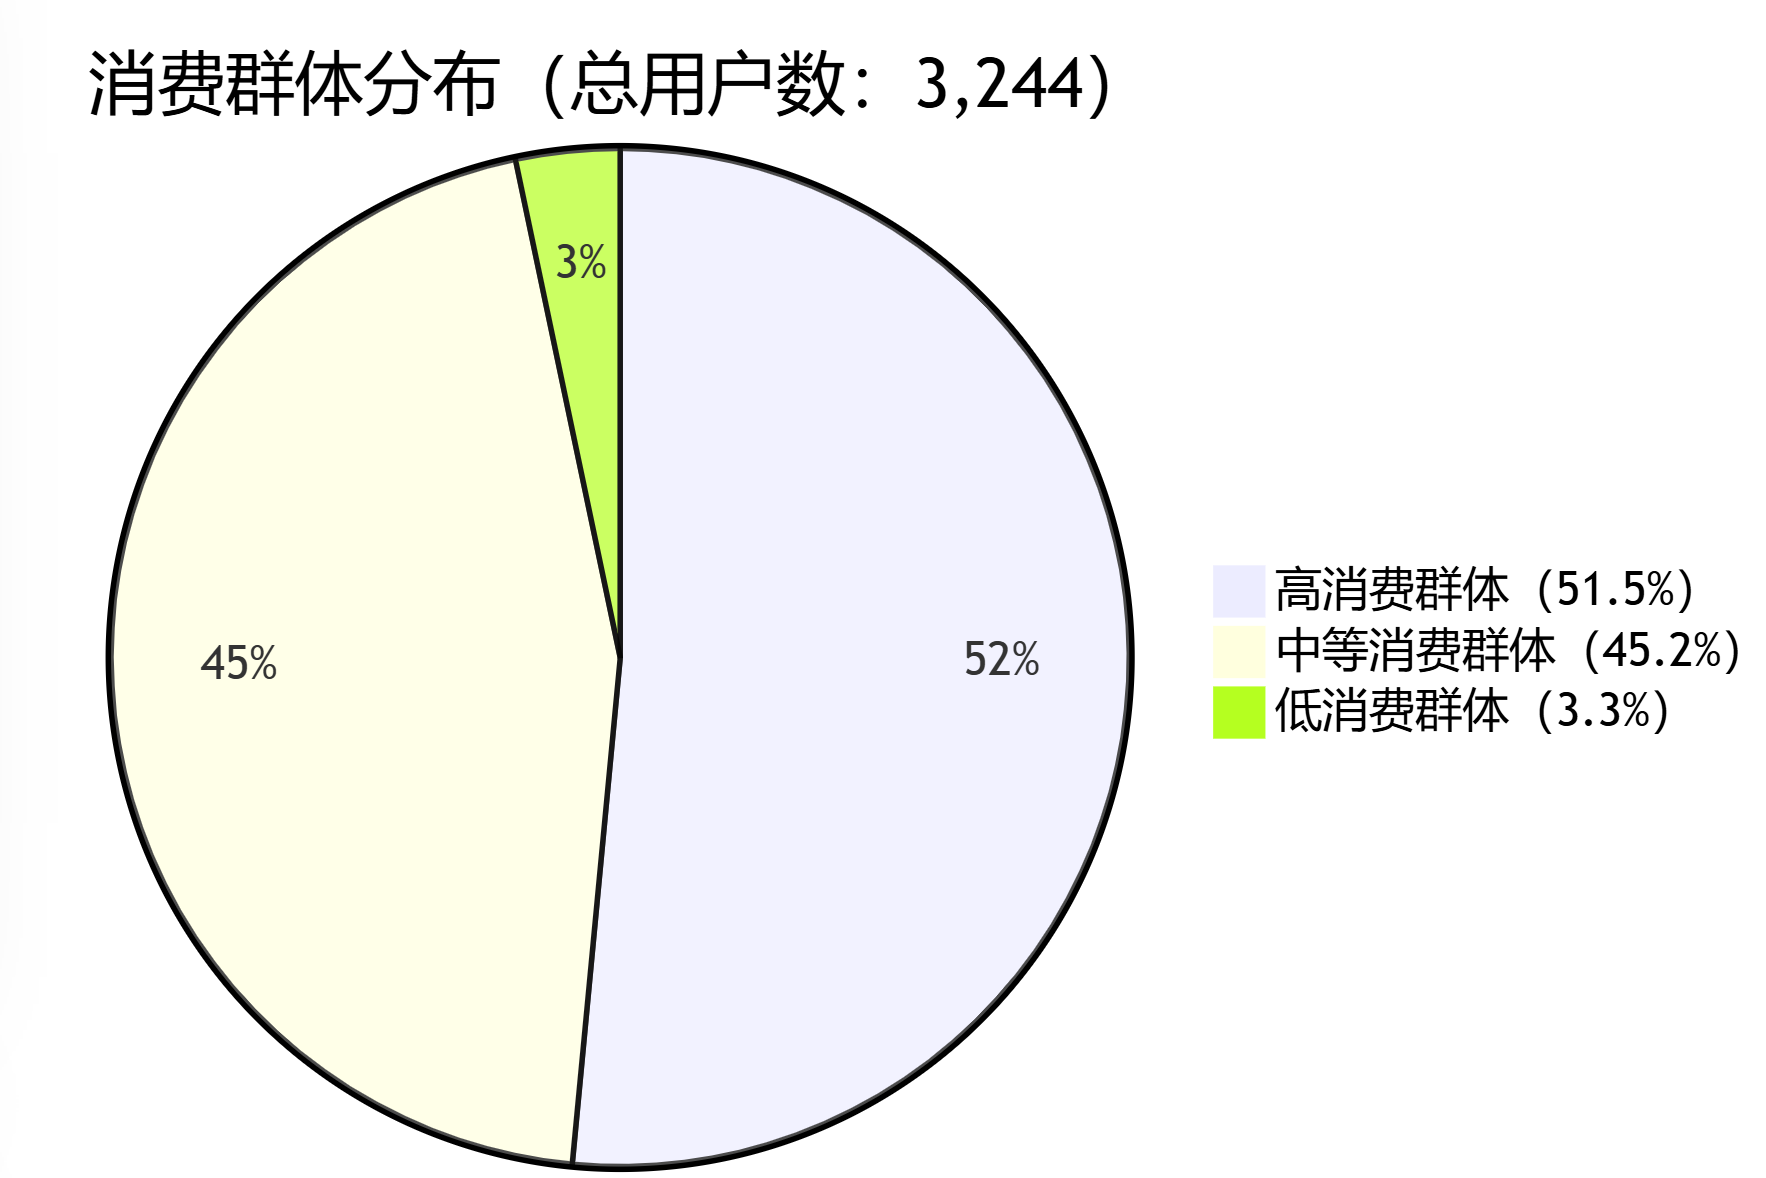 消费群体分布（总用户数：3,244）
3%
45%
52%
高消费群体（51.5%）
中等消费群体（45.2%）
低消费群体（3.3%）